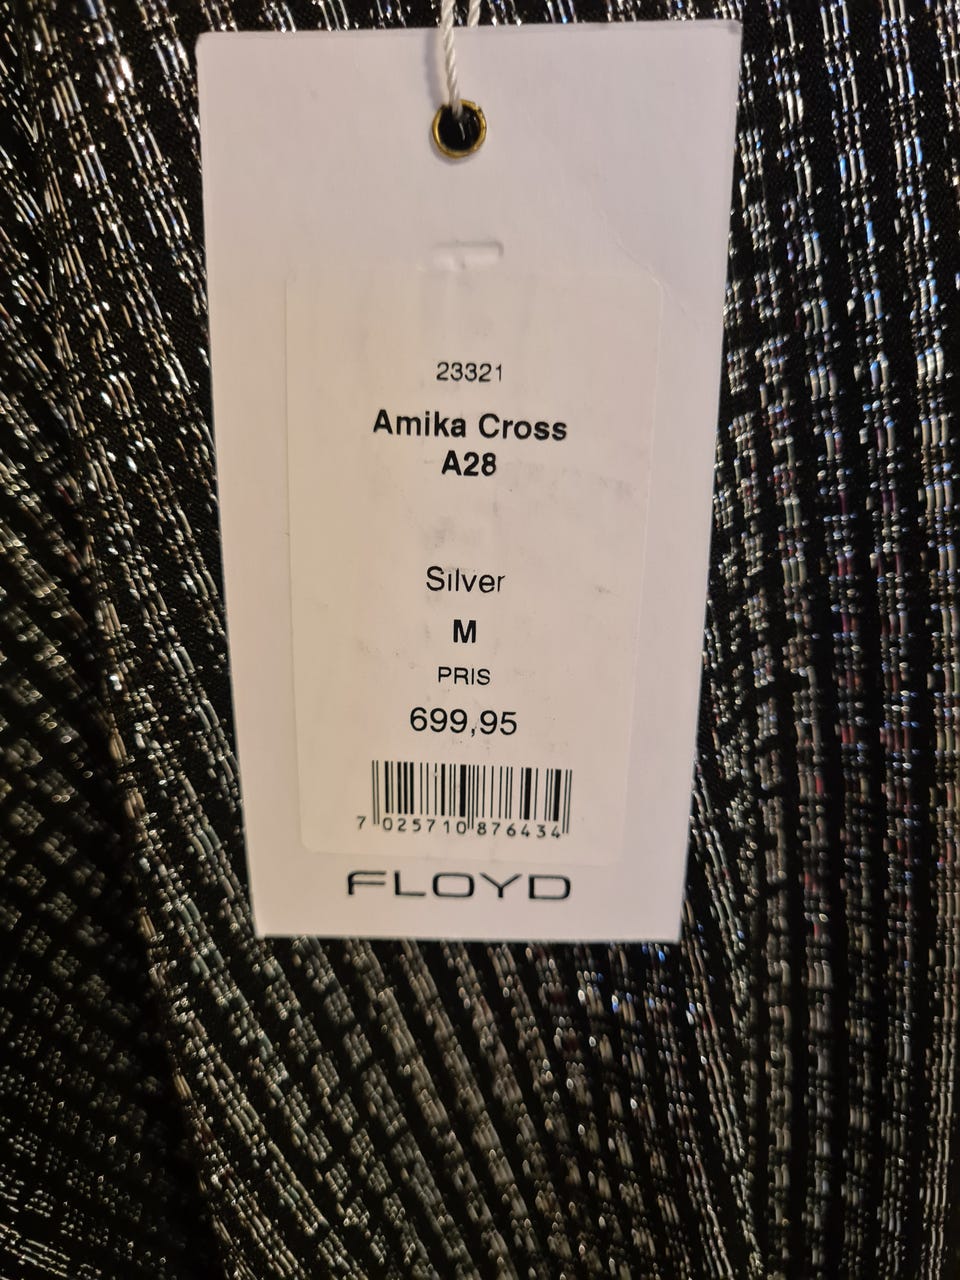 23321
Amika Cross
A28
Silver
M
PRIS
699,95
7 025710 876434
FLOYD